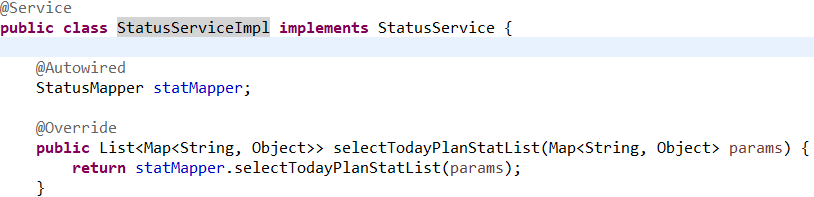 @Service
public class StatusServiceImpl implements StatusService {
@Autowired
StatusMapper statMapper;
@Override
public List<Map<String, Object>> selectTodayPlanStatList(Map<String, Object> params) {
return statMapper.selectTodayPlanStatList(params);
}